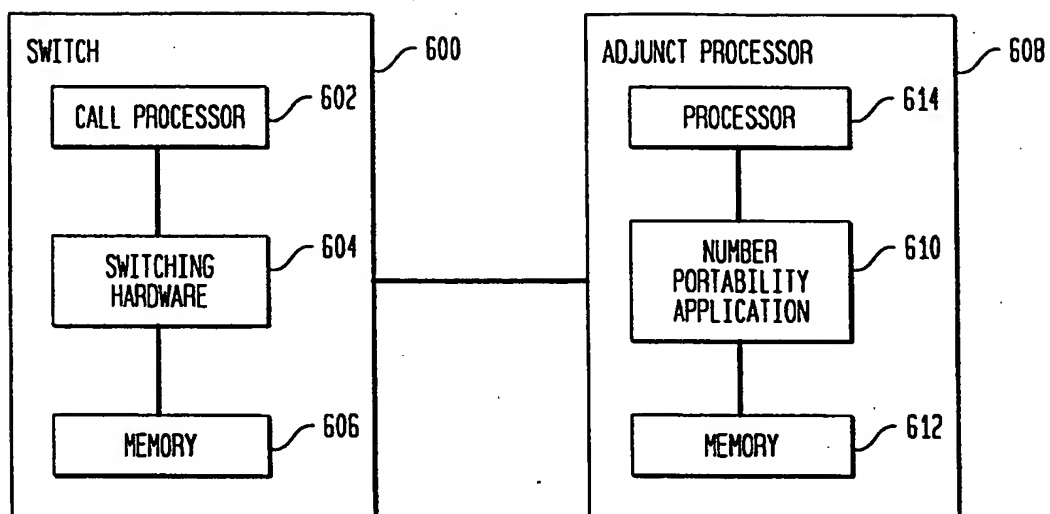 SWITCH
600
CALL PROCESSOR
602
SWITCHING
HARDWARE
604
MEMORY
606
ADJUNCT PROCESSOR
608
PROCESSOR
614
NUMBER
PORTABILITY
APPLICATION
610
MEMORY
612